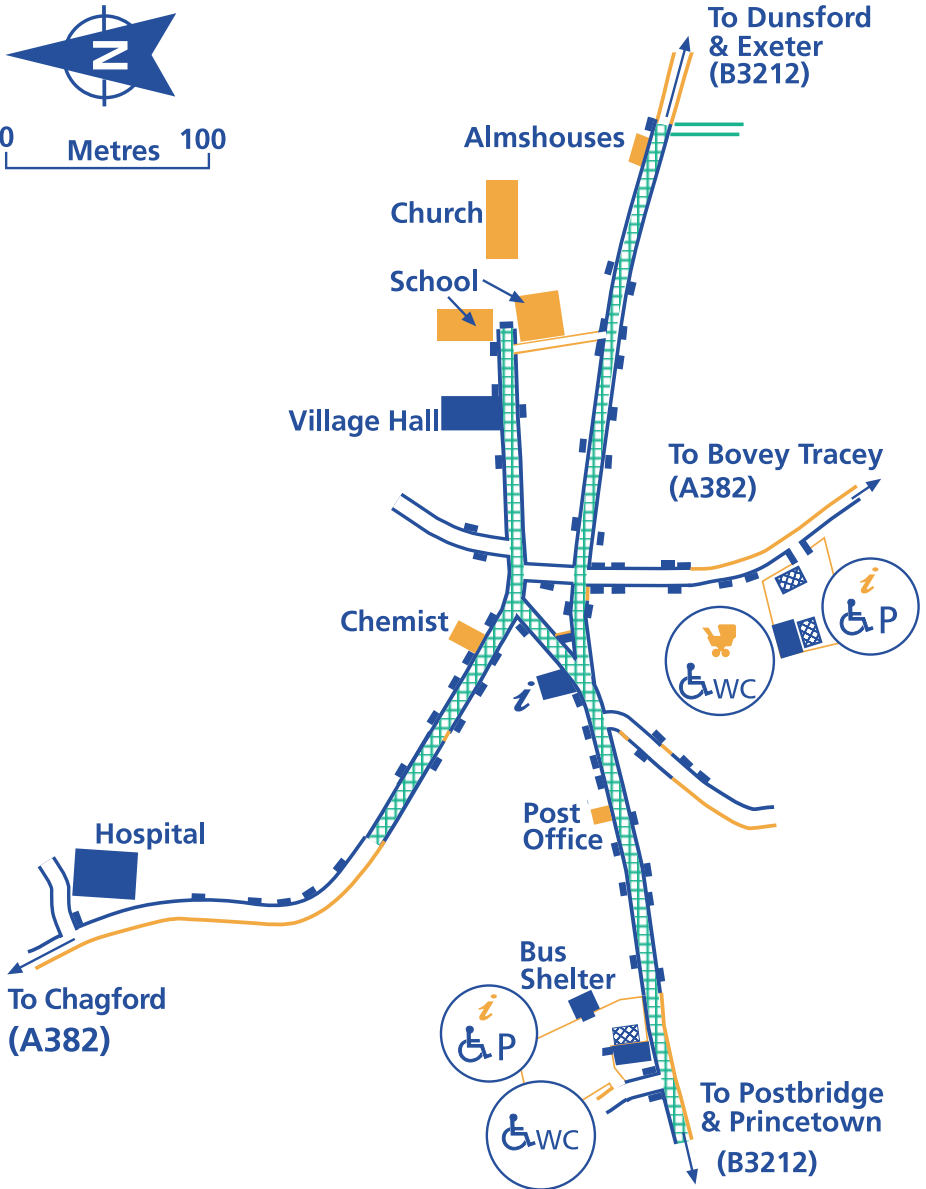 To Dunsford
& Exeter
(B3212)
N
0
Metres
100
Almshouses
Church
School
Village Hall
To Bovey Tracey
(A382)
i
P
WC
Chemist
i
Post
Office
Hospital
Bus
Shelter
To Chagford
(A382)
i
P
WC
To Postbridge
& Princetown
(B3212)